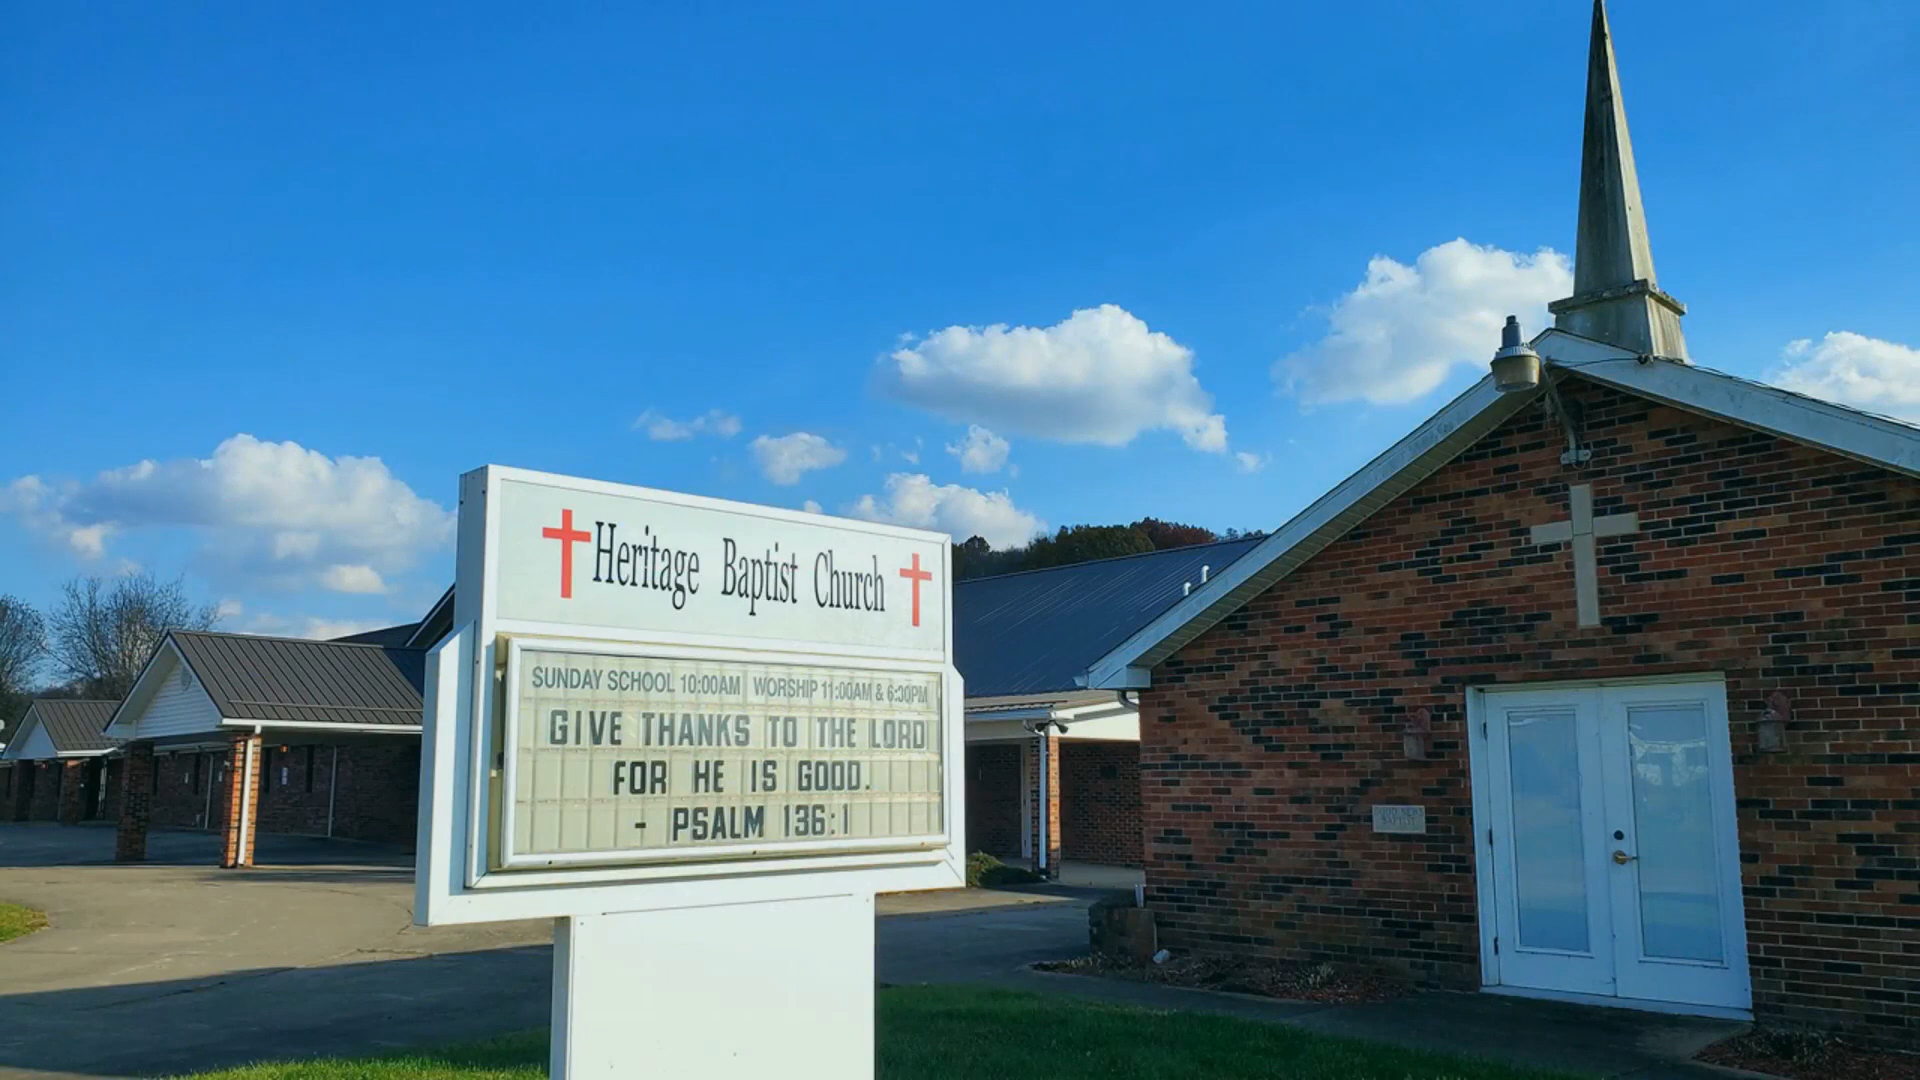 Heritage Baptist Church
SUNDAY SCHOOL 10:00AM WORSHIP 11:00AM & 6:30PM
GIVE THANKS TO THE LORD
FOR HE IS GOOD.
- PSALM 136:1
BAPTIST